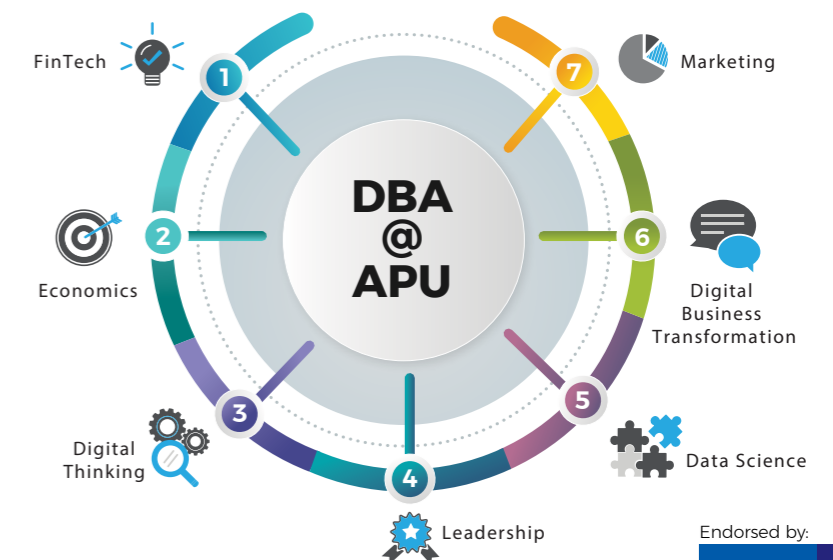 DBA
@
APU
1
FinTech
2
Economics
3
Digital
Thinking
4
Leadership
5
Data Science
6
Digital
Business
Transformation
7
Marketing
Endorsed by: